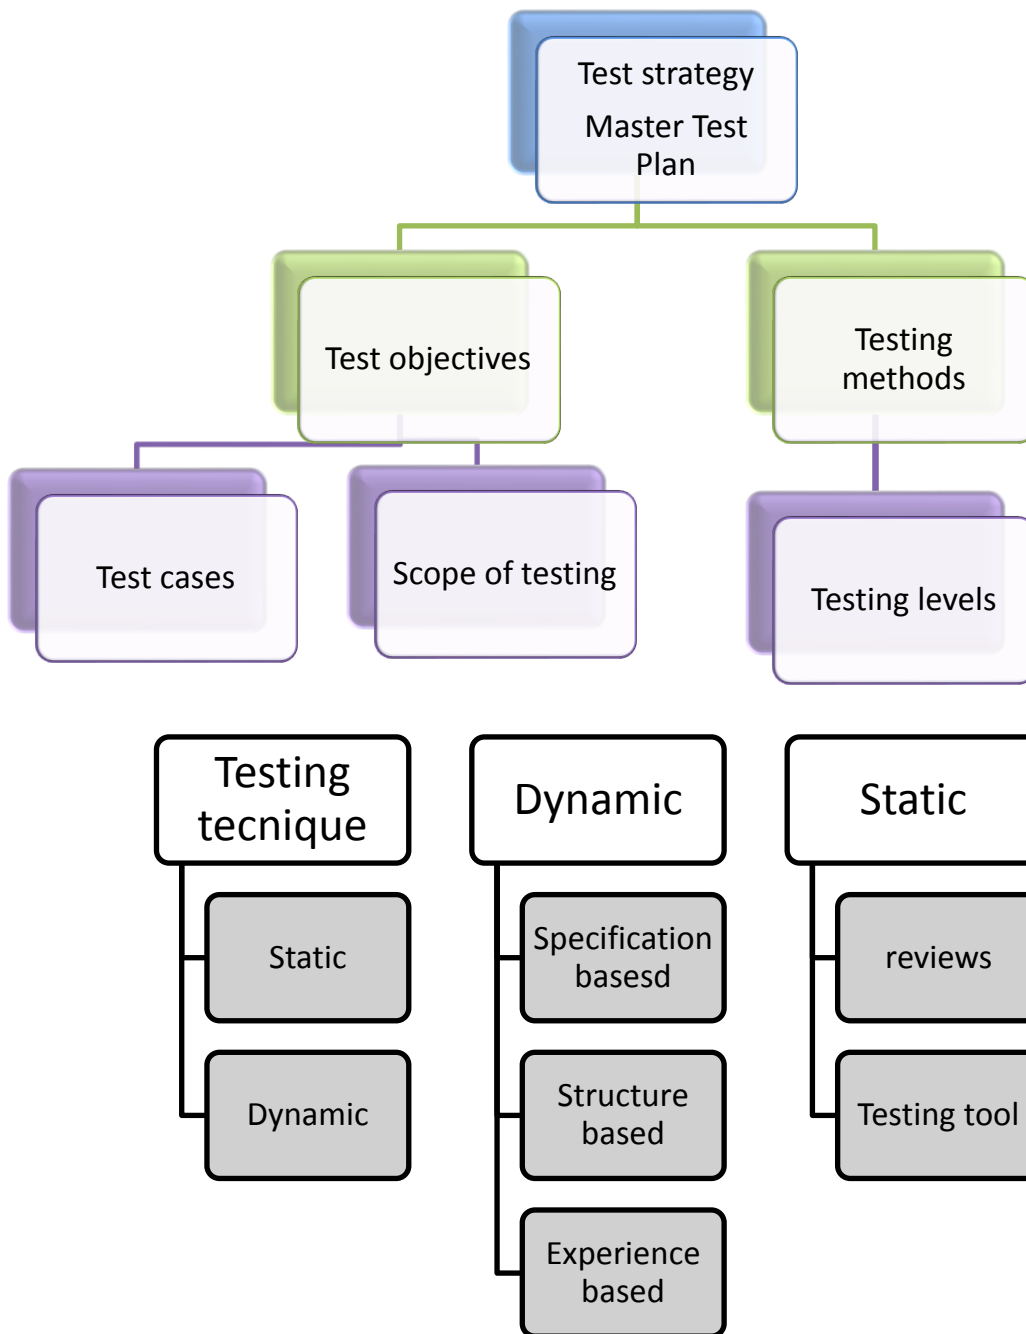 Test strategy
Master Test
Plan
Test objectives
Testing
methods
Test cases
Scope of testing
Testing levels
Testing
tecnique
Static
Dynamic
Dynamic
Specification
basesd
Structure
based
Experience
based
Static
reviews
Testing tool